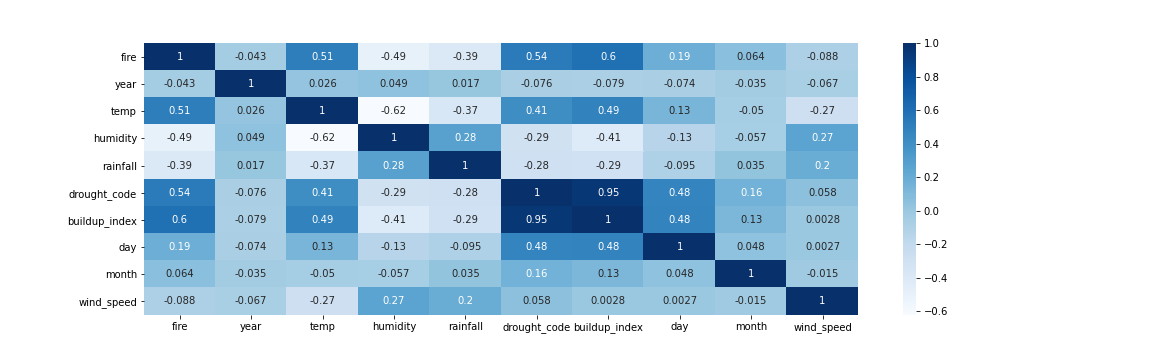 fire 1 -0.043 0.51 -0.49 -0.39 0.54 0.6 0.19 0.064 -0.088
year -0.043 1 0.026 0.049 0.017 -0.076 -0.079 -0.074 -0.035 -0.067
temp 0.51 0.026 1 -0.62 -0.37 0.41 0.49 0.13 -0.05 -0.27
humidity -0.49 0.049 -0.62 1 0.28 -0.29 -0.41 -0.13 -0.057 0.27
rainfall -0.39 0.017 -0.37 0.28 1 -0.28 -0.29 -0.095 0.035 0.2
drought_code 0.54 -0.076 0.41 -0.29 -0.28 1 0.95 0.48 0.16 0.058
buildup_index 0.6 -0.079 0.49 -0.41 -0.29 0.95 1 0.48 0.13 0.0028
day 0.19 -0.074 0.13 -0.13 -0.095 0.48 0.48 1 0.048 0.0027
month 0.064 -0.035 -0.05 -0.057 0.035 0.16 0.13 0.048 1 -0.015
wind_speed -0.088 -0.067 -0.27 0.27 0.2 0.058 0.0028 0.0027 -0.015 1
fire year temp humidity rainfall drought_code buildup_index day month wind_speed
1.0
0.8
0.6
0.4
0.2
0.0
−0.2
−0.4
−0.6